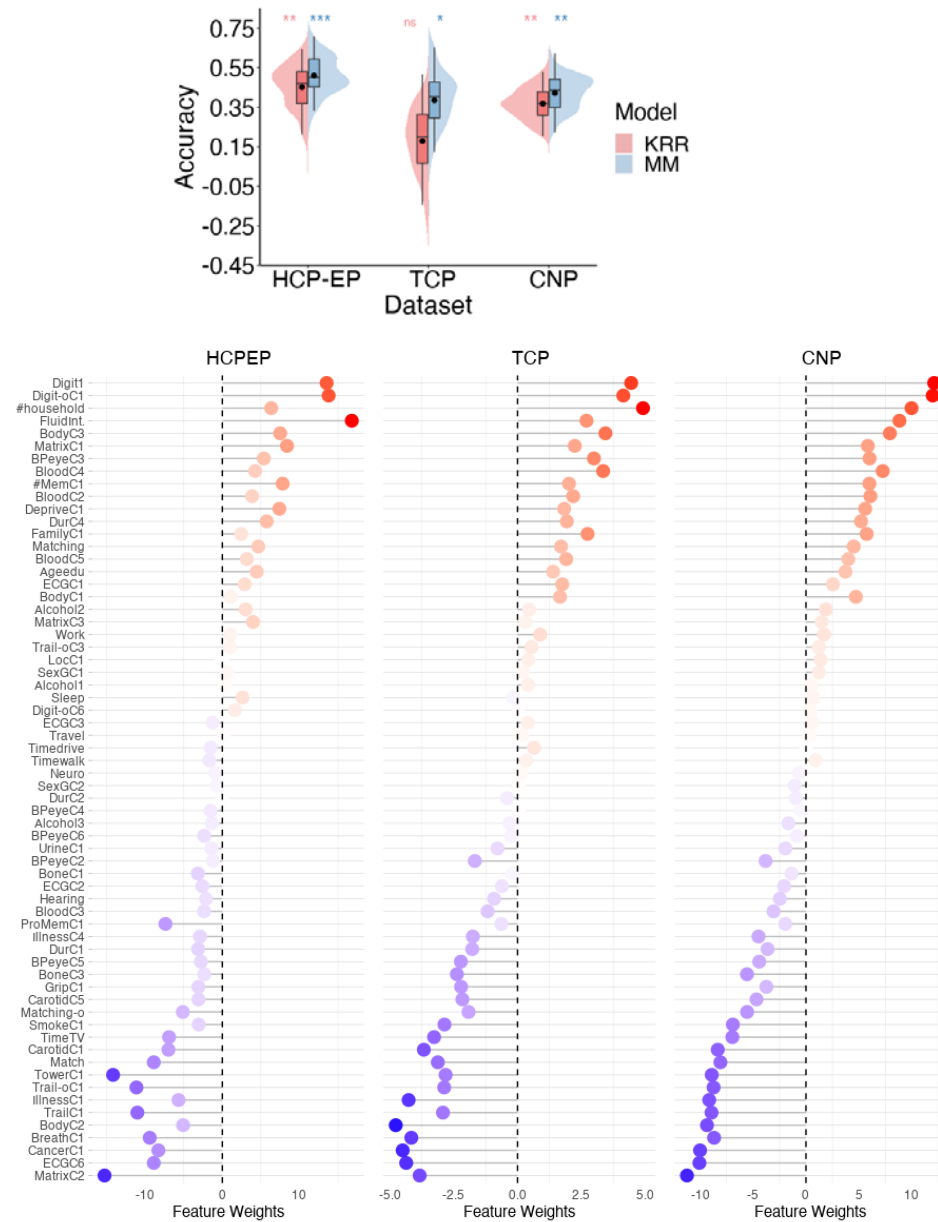 ** *** ns * ** **
0.75
0.55
0.35
0.15
-0.05
-0.25
-0.45
Accuracy
HCP-EP TCP CNP
Dataset
Model
KRR
MM
HCPEP TCP CNP
Digit1
Digit-oC1
#household
FluidInt.
BodyC3
MatrixC1
BPeyeC3
BloodC4
#MemC1
BloodC2
DepriveC1
DurC4
FamilyC1
Matching
BloodC5
Ageedu
ECGC1
BodyC1
Alcohol2
MatrixC3
Work
Trail-oC3
LocC1
SexGC1
Alcohol1
Sleep
Digit-oC6
ECGC3
Travel
Timedrive
Timewalk
Neuro
SexGC2
DurC2
BPeyeC4
Alcohol3
BPeyeC6
UrineC1
BPeyeC2
BoneC1
ECGC2
Hearing
BloodC3
ProMemC1
IllnessC4
DurC1
BPeyeC5
BoneC3
GripC1
CarotidC5
Matching-o
SmokeC1
TimeTV
CarotidC1
Match
TowerC1
Trail-oC1
IllnessC1
TrailC1
BodyC2
BreathC1
CancerC1
ECGC6
MatrixC2
-10 0 10 -5.0 -2.5 0.0 2.5 5.0 -10 -5 0 5 10
Feature Weights Feature Weights Feature Weights